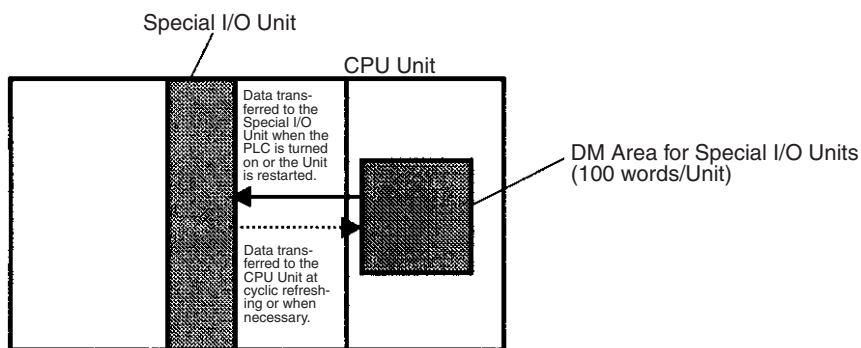 Special I/O Unit
CPU Unit
Data trans-
ferred to the
Special I/O
Unit when the
PLC is turned
on or the Unit
is restarted.
DM Area for Special I/O Units
(100 words/Unit)
Data trans-
ferred to the
CPU Unit at
cyclic refresh-
ing or when
necessary.